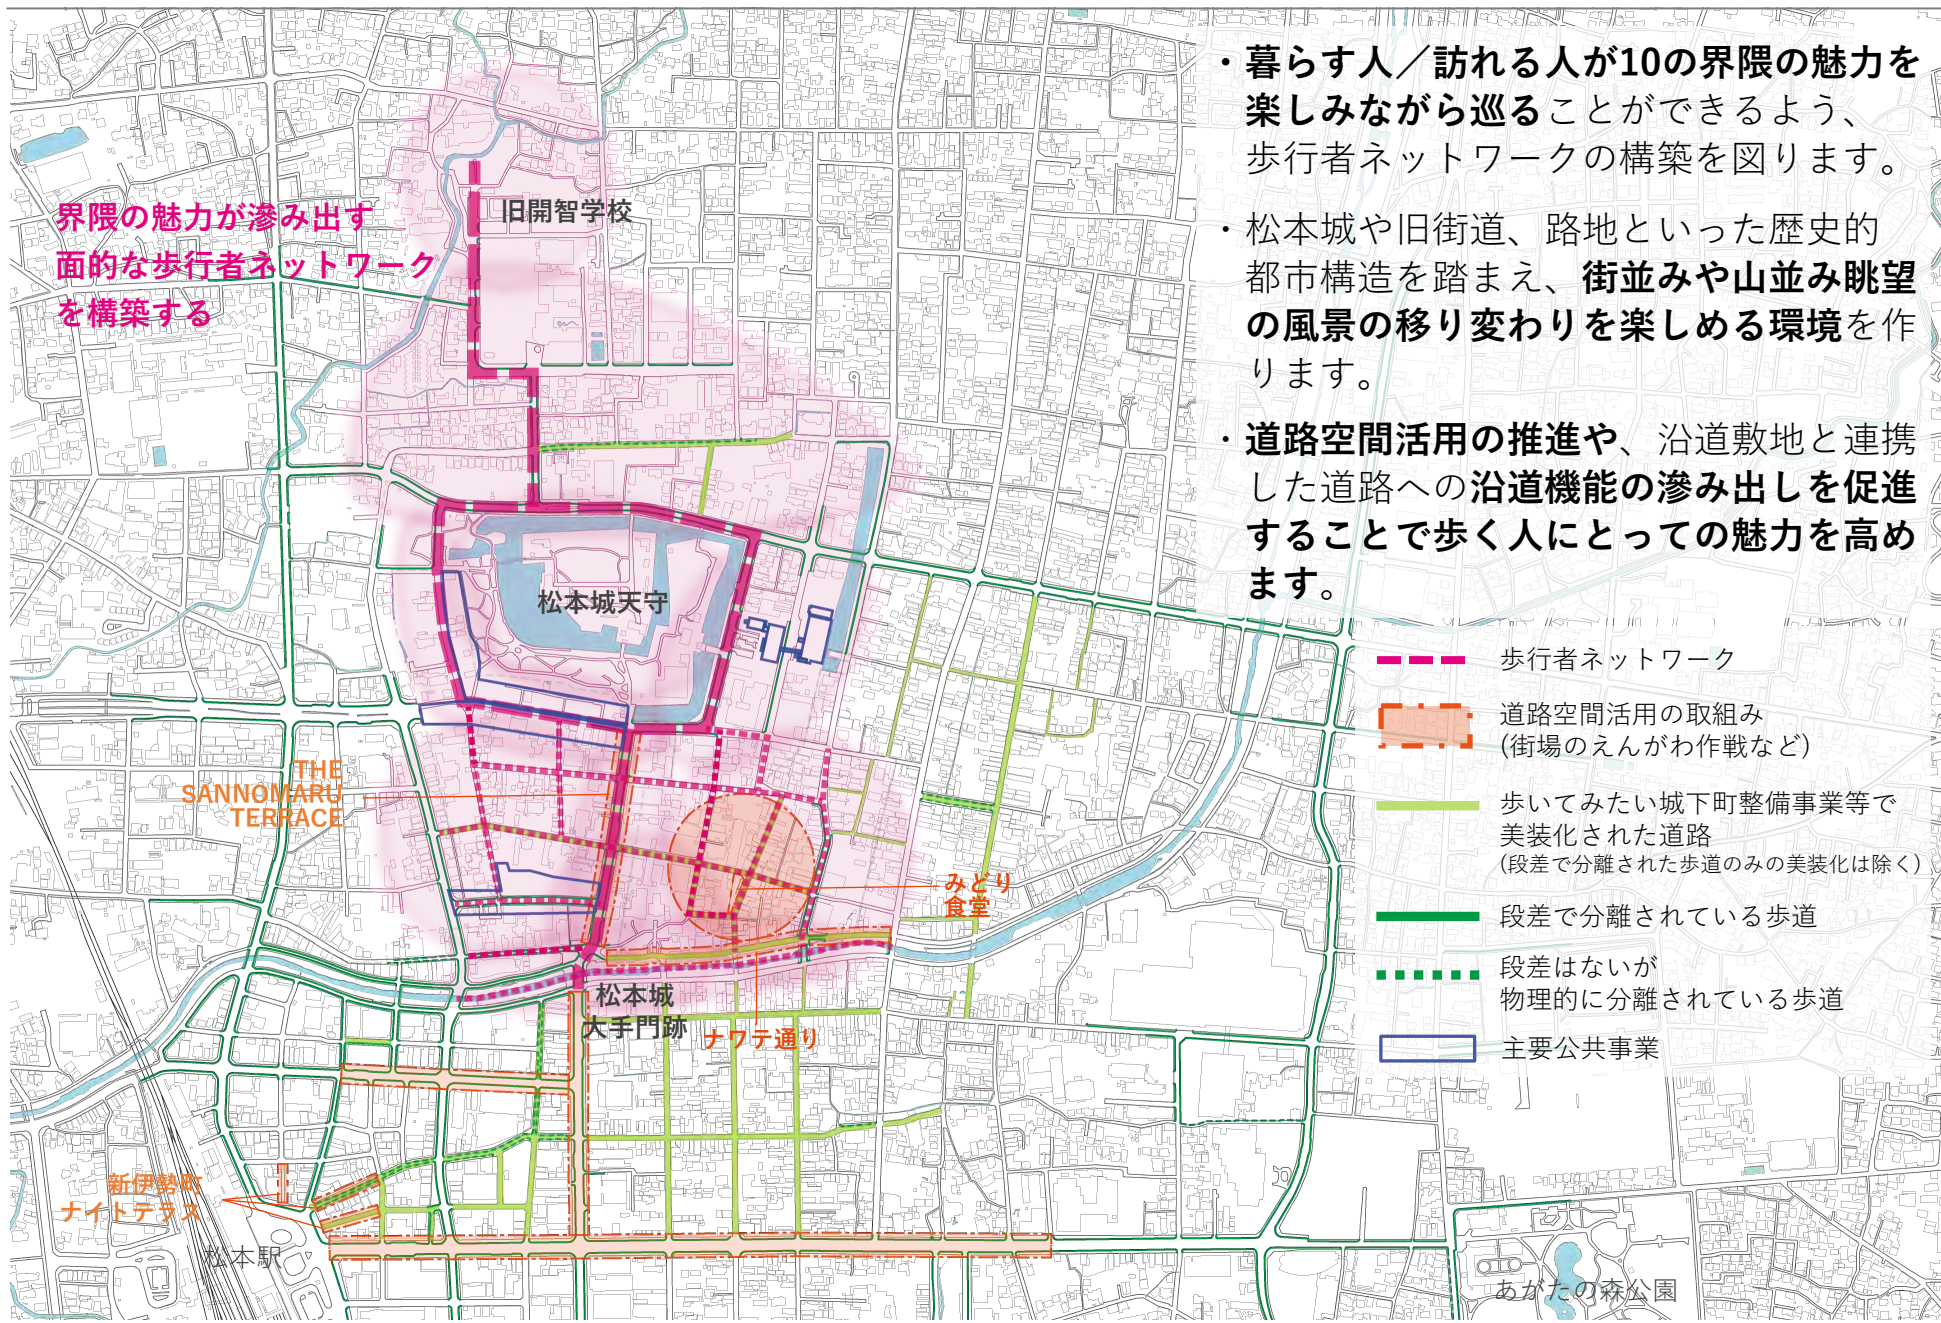 ・暮らす人／訪れる人が10の界隈の魅力を
楽しみながら巡ることができるよう、
歩行者ネットワークの構築を図ります。
・松本城や旧街道、路地といった歴史的
都市構造を踏まえ、街並みや山並み眺望
の風景の移り変わりを楽しめる環境を作
ります。
・道路空間活用の推進や、沿道敷地と連携
した道路への沿道機能の滲み出しを促進
することで歩く人にとっての魅力を高め
ます。
界隈の魅力が滲み出す
面的な歩行者ネットワーク
を構築する
旧開智学校
松本城天守
THE
SANNOMARU
TERRACE
みどり
食堂
松本城
大手門跡
ナワテ通り
新伊勢町
ナイトテラス
松本駅
あがたの森公園
歩行者ネットワーク
道路空間活用の取組み
(街場のえんがわ作戦など)
歩いてみたい城下町整備事業等で
美装化された道路
(段差で分離された歩道のみの美装化は除く)
段差で分離されている歩道
段差はないが
物理的に分離されている歩道
主要公共事業